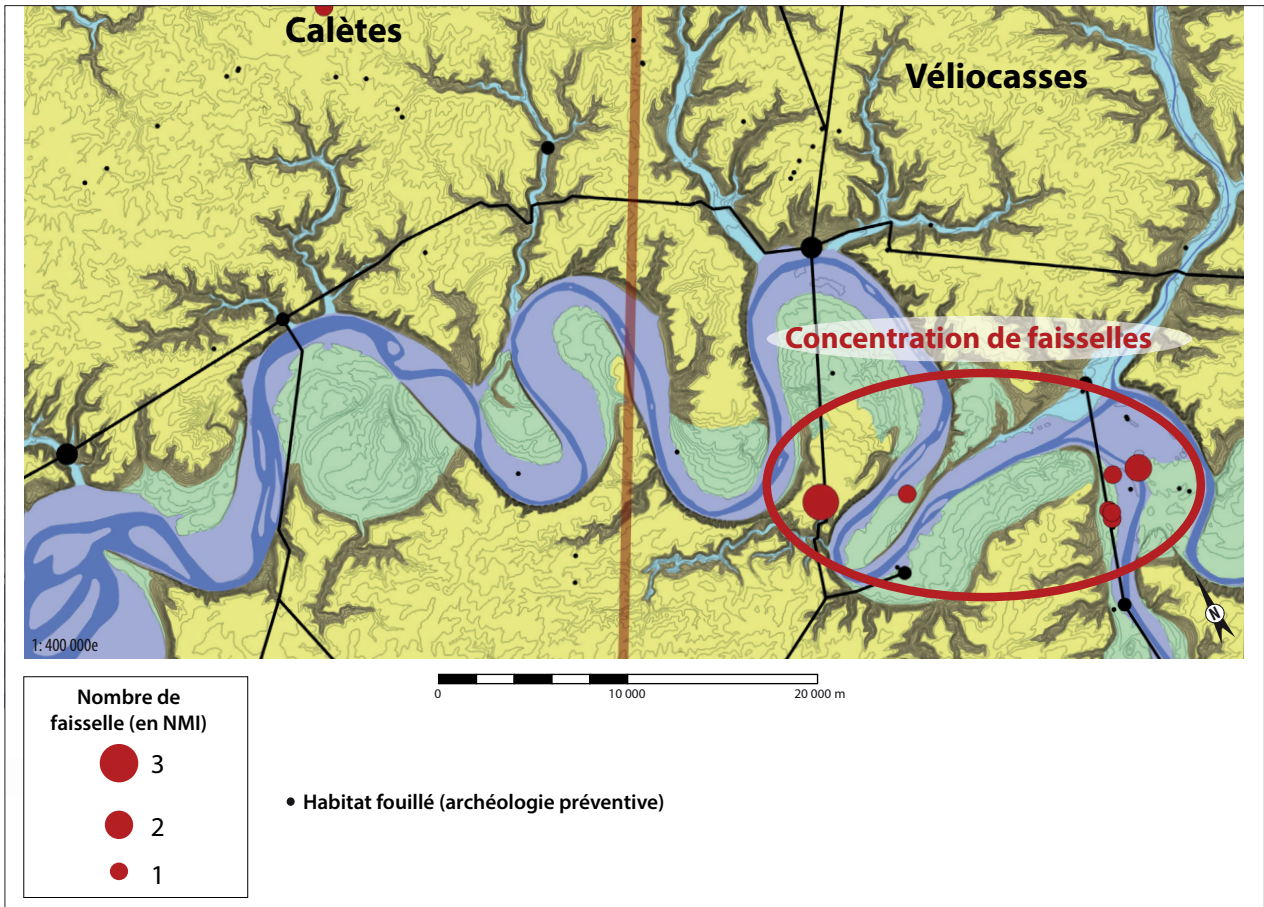 Calètes
Véliocasses
Concentration de faisselles
N
1: 400 000e
0 10 000 20 000 m
Nombre de
faisselle (en NMI)
3
2
1
Habitat fouillé (archéologie préventive)